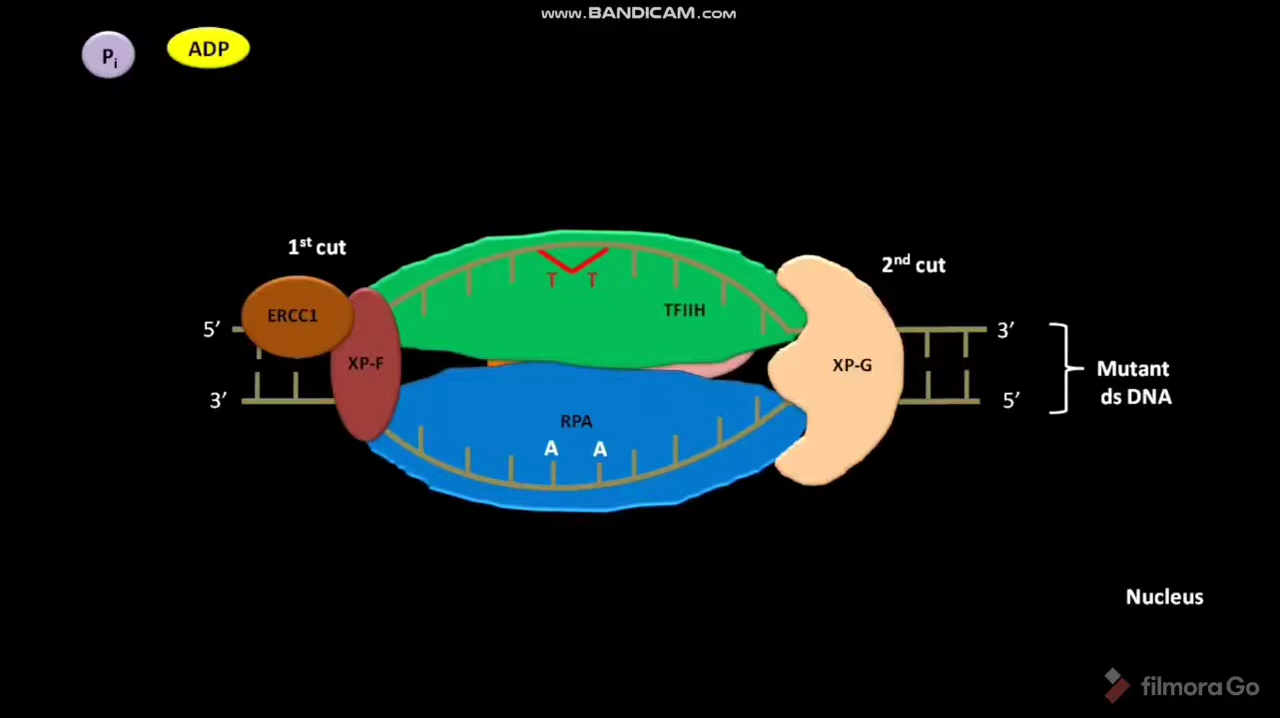 www.BANDICAM.com
Pi
ADP
1st cut
2nd cut
T T
ERCC1
TFIIH
5’
3’
XP-F
XP-G
Mutant
ds DNA
3’
5’
RPA
A A
Nucleus
filmoraGo